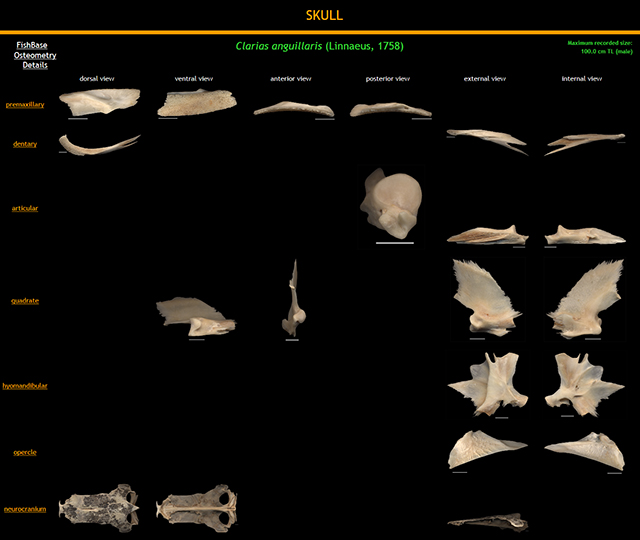 SKULL
FishBase
Osteometry
Details
Clarias anguillaris (Linnaeus, 1758)
Maximum recorded size:
100.0 cm TL (male)
dorsal view ventral view anterior view posterior view external view internal view
premaxillary
dentary
articular
quadrate
hyomandibular
opercle
neurocranium